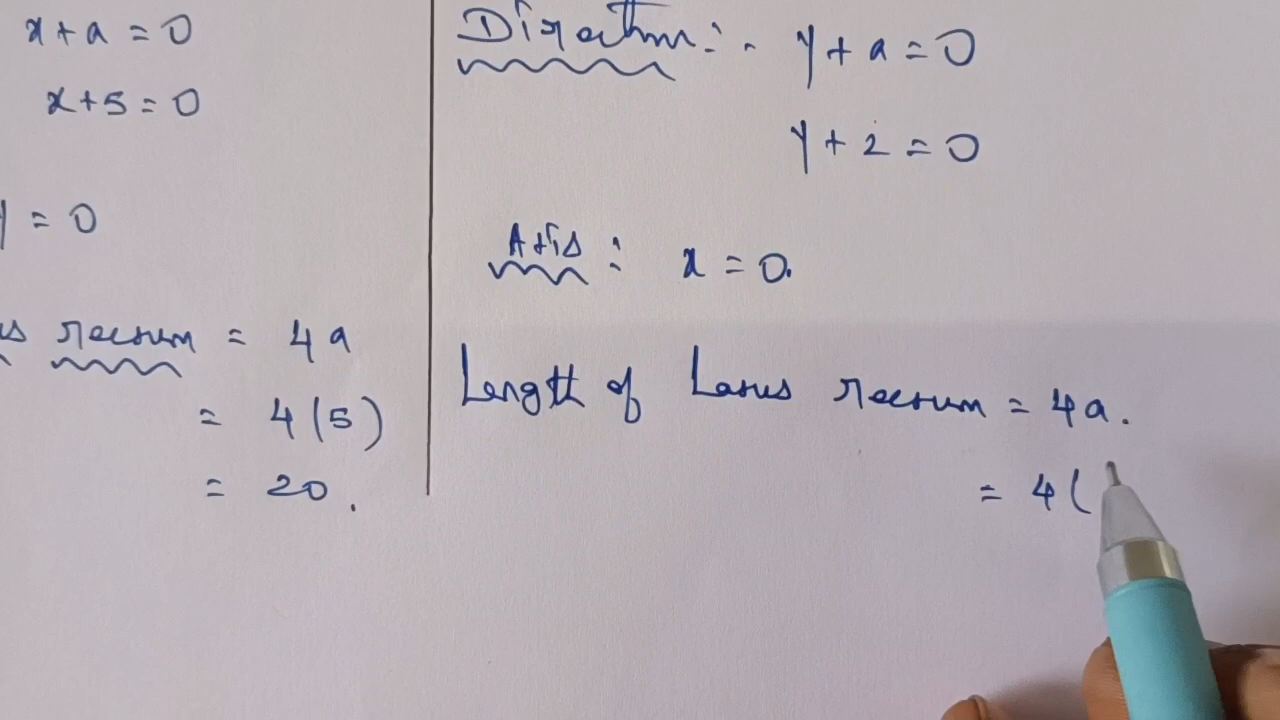 x + a = 0
x + 5 = 0
y = 0
us rectum = 4a
= 4(5)
= 20.
Directrix:- y + a = 0
y + 2 = 0
Axis : x = 0.
Length of Latus rectum = 4a.
= 4(